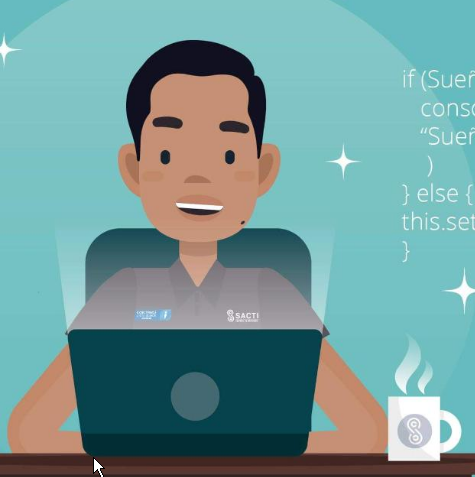 if (Sueñ
conso
"Sueñ
)
} else {
this.set
}
SACTI